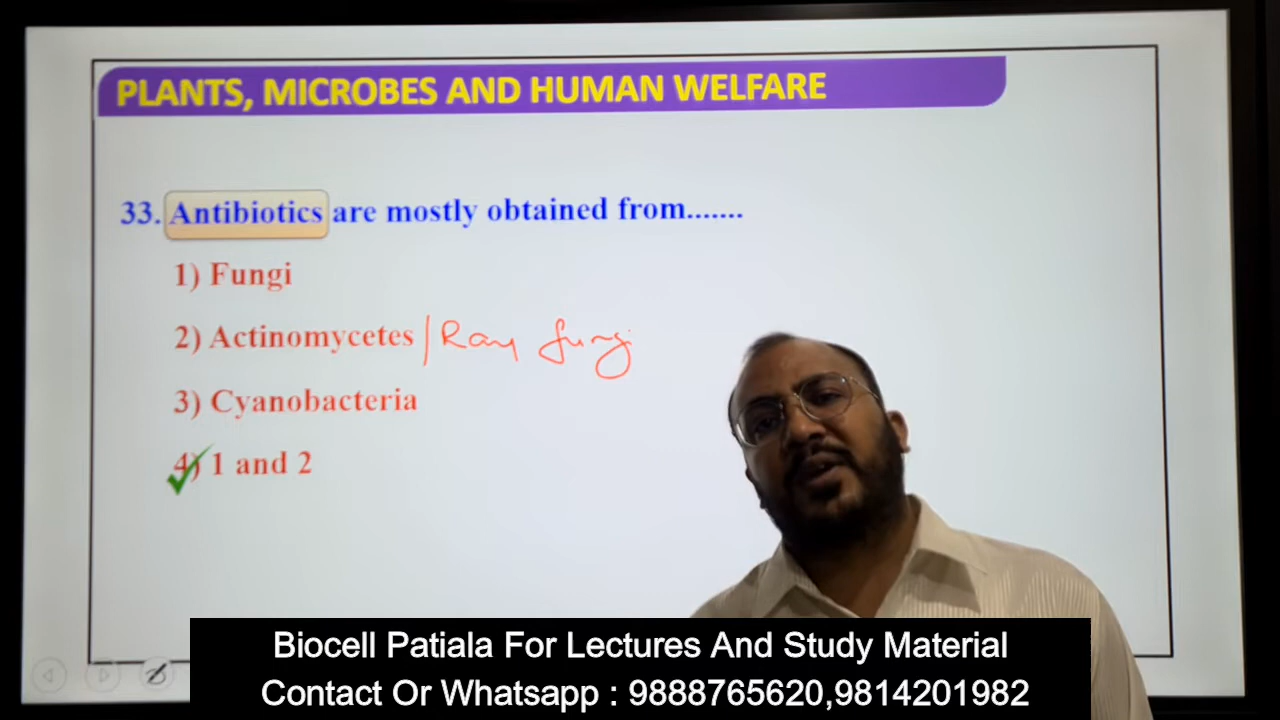 PLANTS, MICROBES AND HUMAN WELFARE
33. Antibiotics are mostly obtained from.......
1) Fungi
2) Actinomycetes / Ray fungi
3) Cyanobacteria
4) 1 and 2
Biocell Patiala For Lectures And Study Material
Contact Or Whatsapp : 9888765620,9814201982